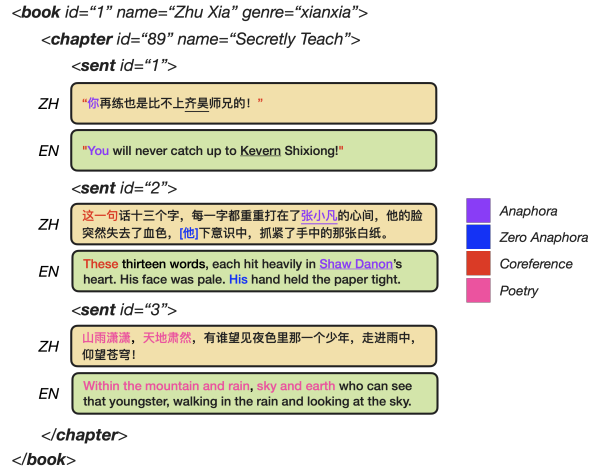 <book id=“1” name=“Zhu Xia” genre=“xianxia”>
<chapter id=“89” name=“Secretly Teach”>
<sent id=“1”>
ZH
“你再练也是比不上齐昊师兄的！”
EN
"You will never catch up to Kevern Shixiong!"
<sent id=“2”>
ZH
这一句话十三个字，每一字都重重打在了张小凡的心间，他的脸
突然失去了血色，[他]下意识中，抓紧了手中的那张白纸。
EN
These thirteen words, each hit heavily in Shaw Danon’s
heart. His face was pale. His hand held the paper tight.
<sent id=“3”>
ZH
山雨潇潇，天地肃然，有谁望见夜色里那一个少年，走进雨中，
仰望苍穹！
EN
Within the mountain and rain, sky and earth who can see
that youngster, walking in the rain and looking at the sky.
</chapter>
</book>
Anaphora
Zero Anaphora
Coreference
Poetry